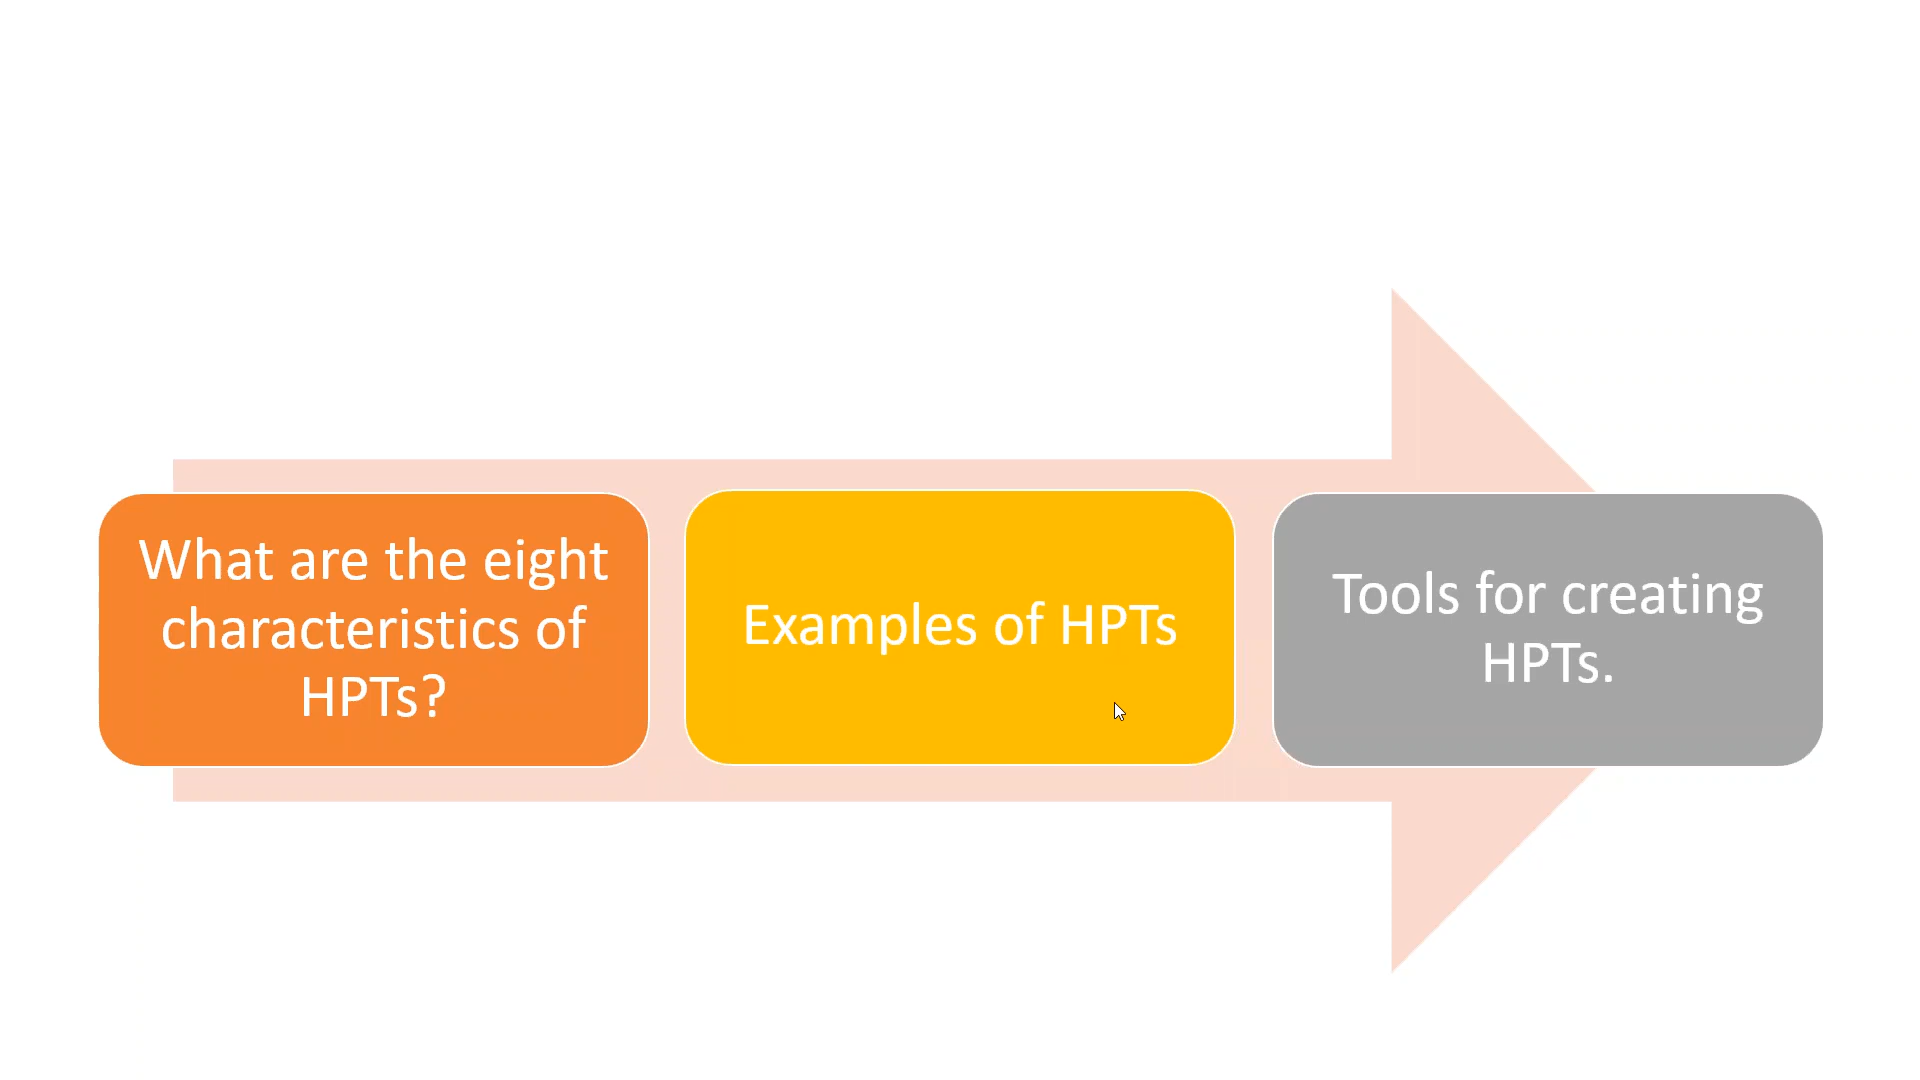 What are the eight
characteristics of
HPTs?
Examples of HPTs
Tools for creating
HPTs.